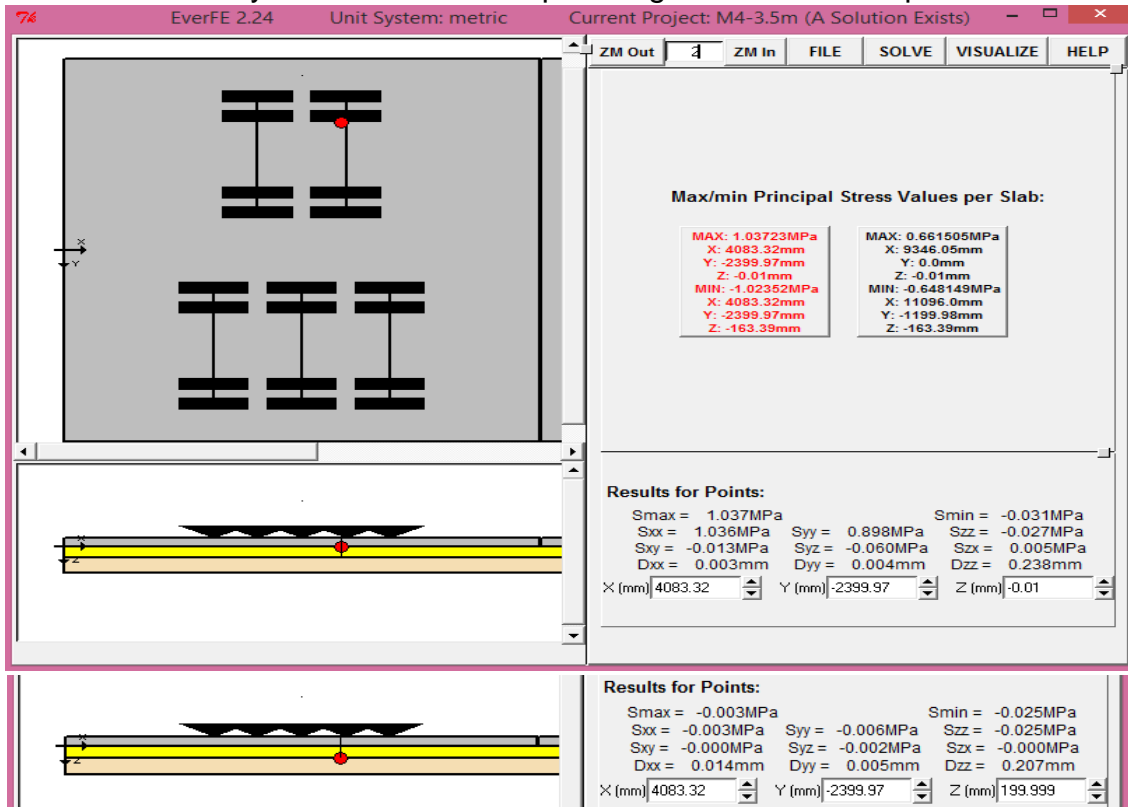 7% EverFE 2.24 Unit System: metric Current Project: M4-3.5m (A Solution Exists)
ZM Out 2 ZM In FILE SOLVE VISUALIZE HELP
X
Y
Max/min Principal Stress Values per Slab:
MAX: 1.03723MPa
X: 4083.32mm
Y: -2399.97mm
Z: -0.01mm
MIN: -1.02352MPa
X: 4083.32mm
Y: -2399.97mm
Z: -163.39mm
MAX: 0.661505MPa
X: 9346.05mm
Y: 0.0mm
Z: -0.01mm
MIN: -0.648149MPa
X: 11096.0mm
Y: -1199.98mm
Z: -163.39mm
X
Z
Results for Points:
Smax = 1.037MPa Smin = -0.031MPa
Sxx = 1.036MPa Syy = 0.898MPa Szz = -0.027MPa
Sxy = -0.013MPa Syz = -0.060MPa Szx = 0.005MPa
Dxx = 0.003mm Dyy = 0.004mm Dzz = 0.238mm
X (mm) 4083.32 Y (mm) -2399.97 Z (mm) -0.01
X
Z
Results for Points:
Smax = -0.003MPa Smin = -0.025MPa
Sxx = -0.003MPa Syy = -0.006MPa Szz = -0.025MPa
Sxy = -0.000MPa Syz = -0.002MPa Szx = -0.000MPa
Dxx = 0.014mm Dyy = 0.005mm Dzz = 0.207mm
X (mm) 4083.32 Y (mm) -2399.97 Z (mm) 199.999